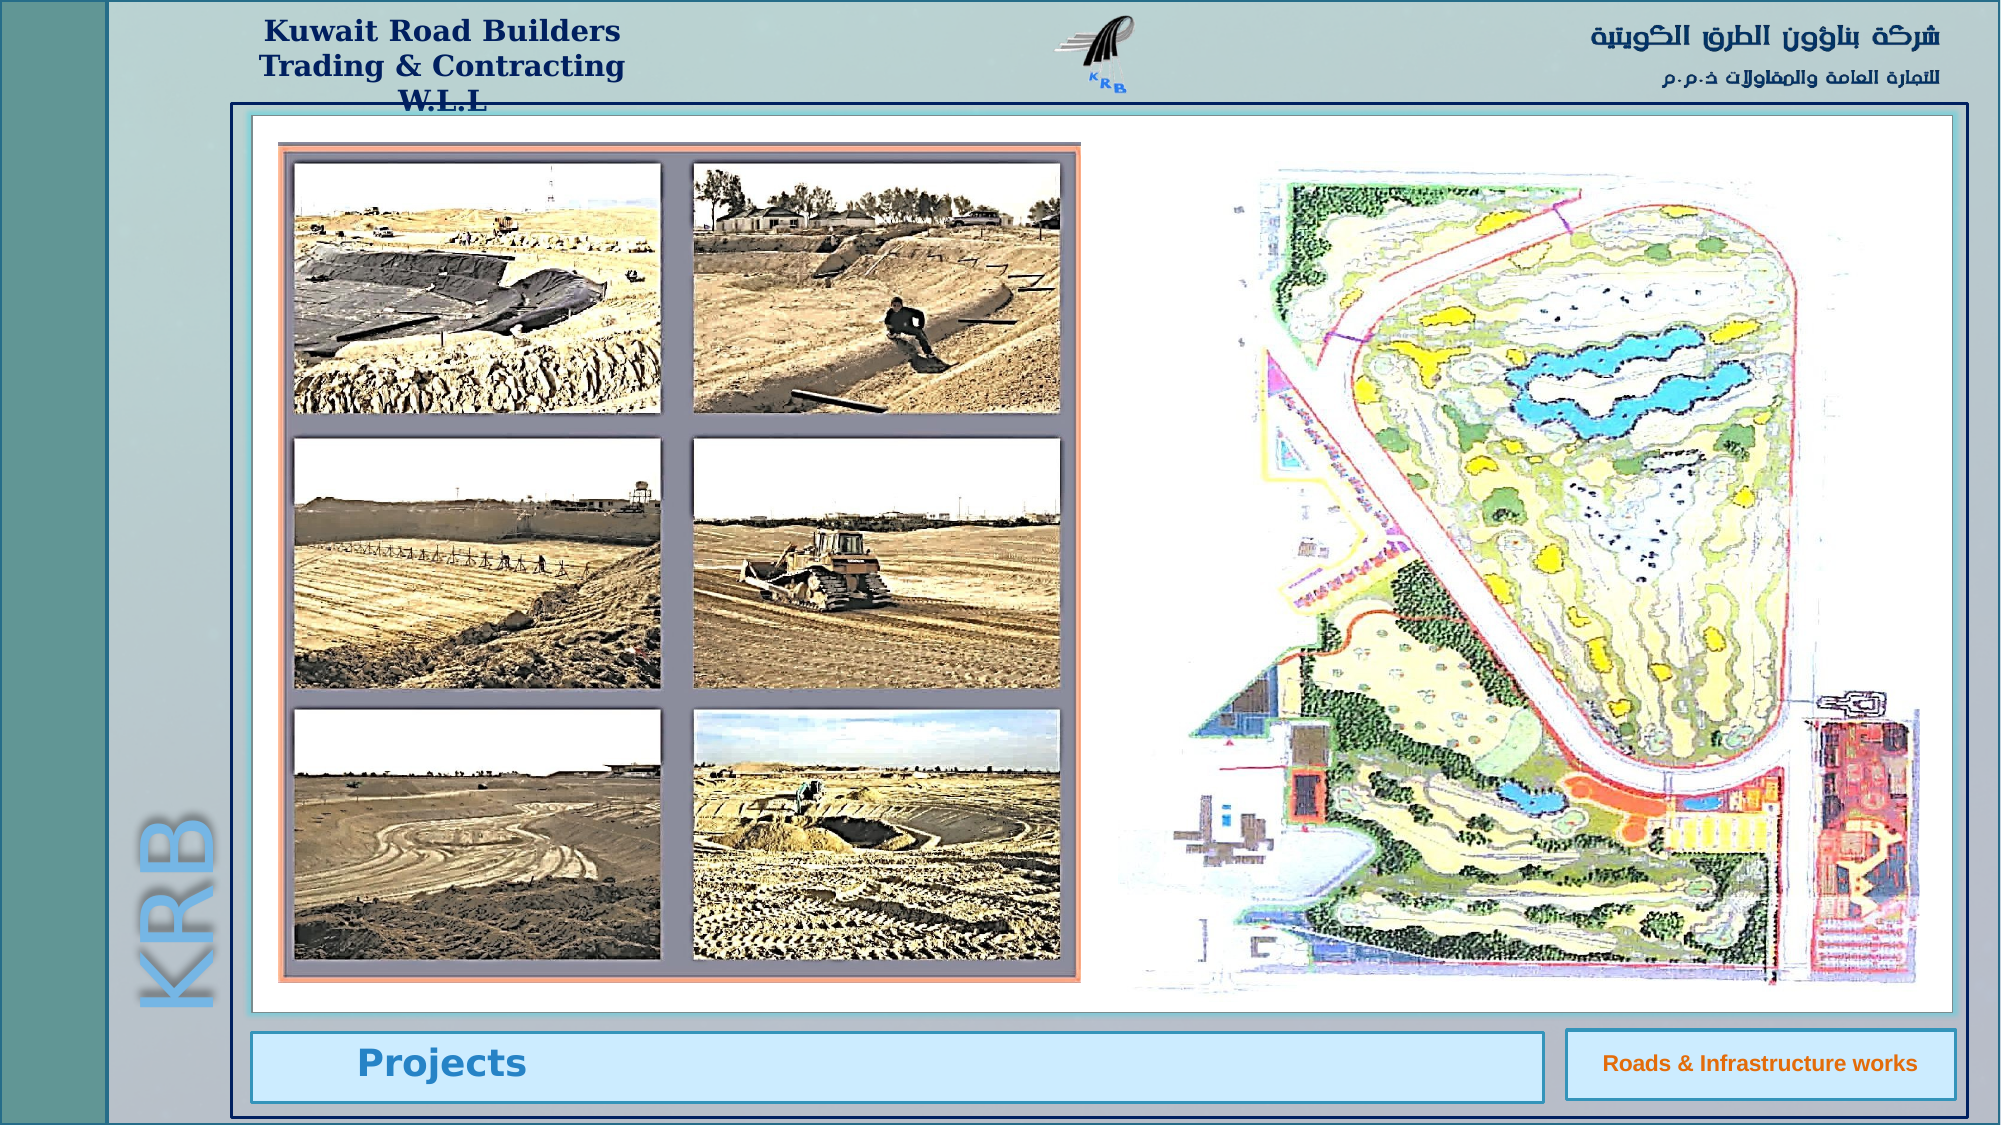 Kuwait Road Builders
Trading & Contracting
W.L.L
KRB
شركة بناؤون الطرق الكويتية
للتجارة العامة والمقاولات ذ.م.م
KRB
Projects
Roads & Infrastructure works